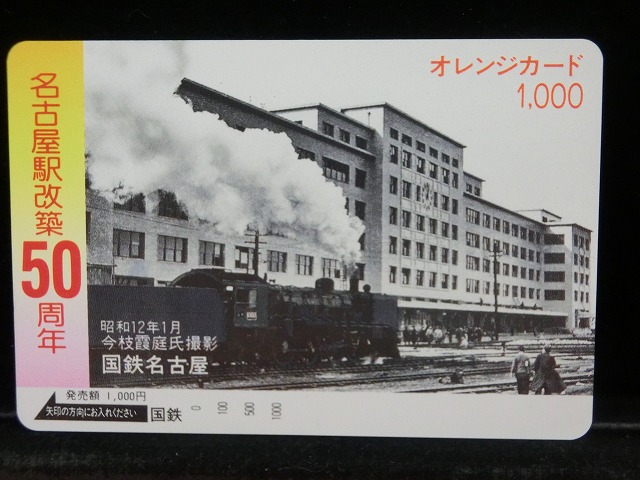 オレンジカード
1,000
名古屋駅改築50周年
昭和12年1月
今枝霞庭氏撮影
国鉄名古屋
発売額 1,000円
矢印の方向にお入れください 国鉄 0 100 500 1000